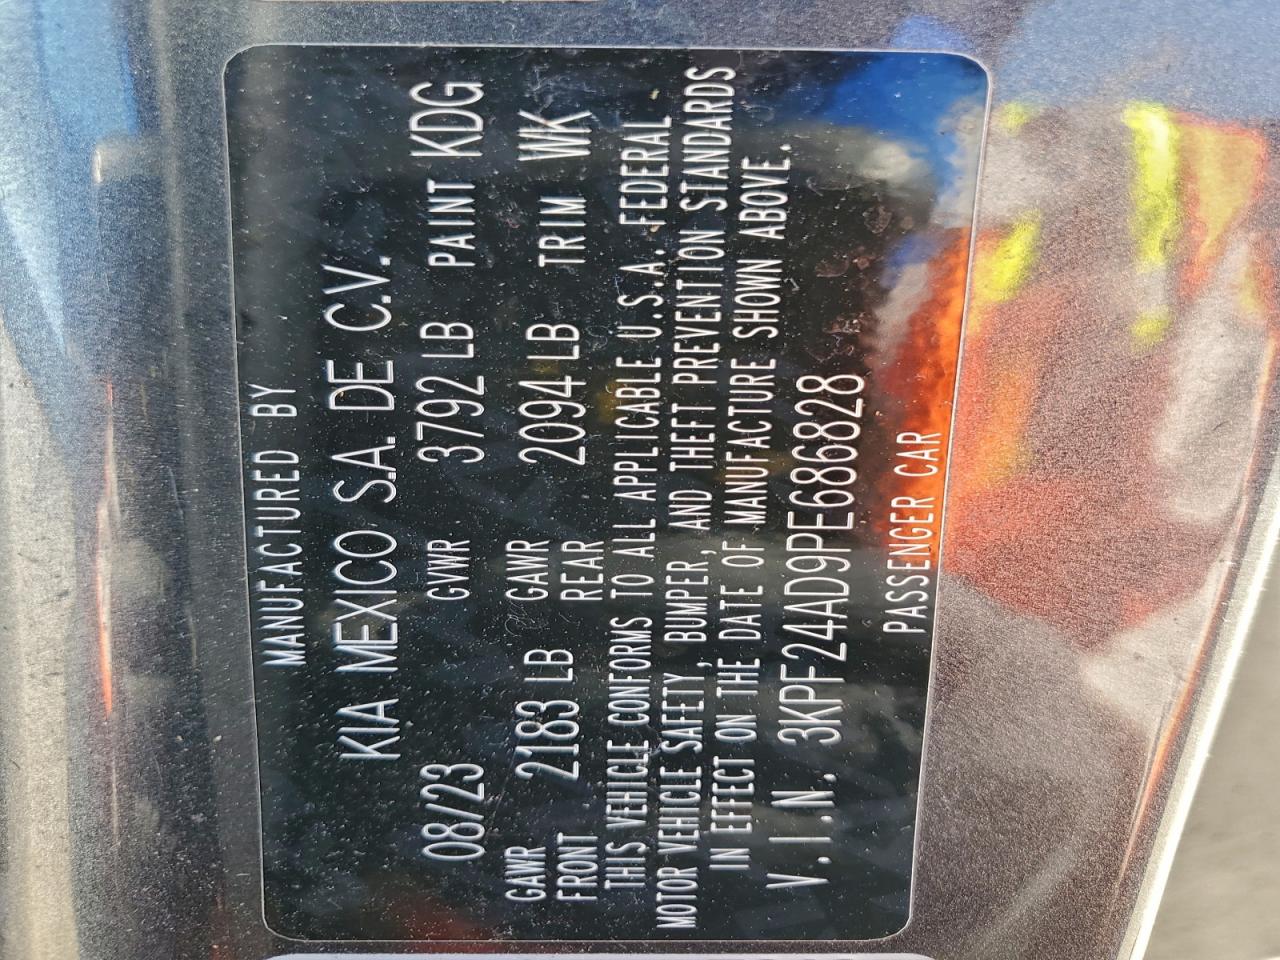 MANUFACTURED BY
KIA MEXICO S.A. DE C.V.
08/23 GVWR 3792 LB PAINT KDG
GAWR FRONT 2183 LB GAWR REAR 2094 LB TRIM WK
THIS VEHICLE CONFORMS TO ALL APPLICABLE U.S.A. FEDERAL
MOTOR VEHICLE SAFETY, BUMPER, AND THEFT PREVENTION STANDARDS
IN EFFECT ON THE DATE OF MANUFACTURE SHOWN ABOVE.
V.I.N. 3KPF24AD9PE686828
PASSENGER CAR